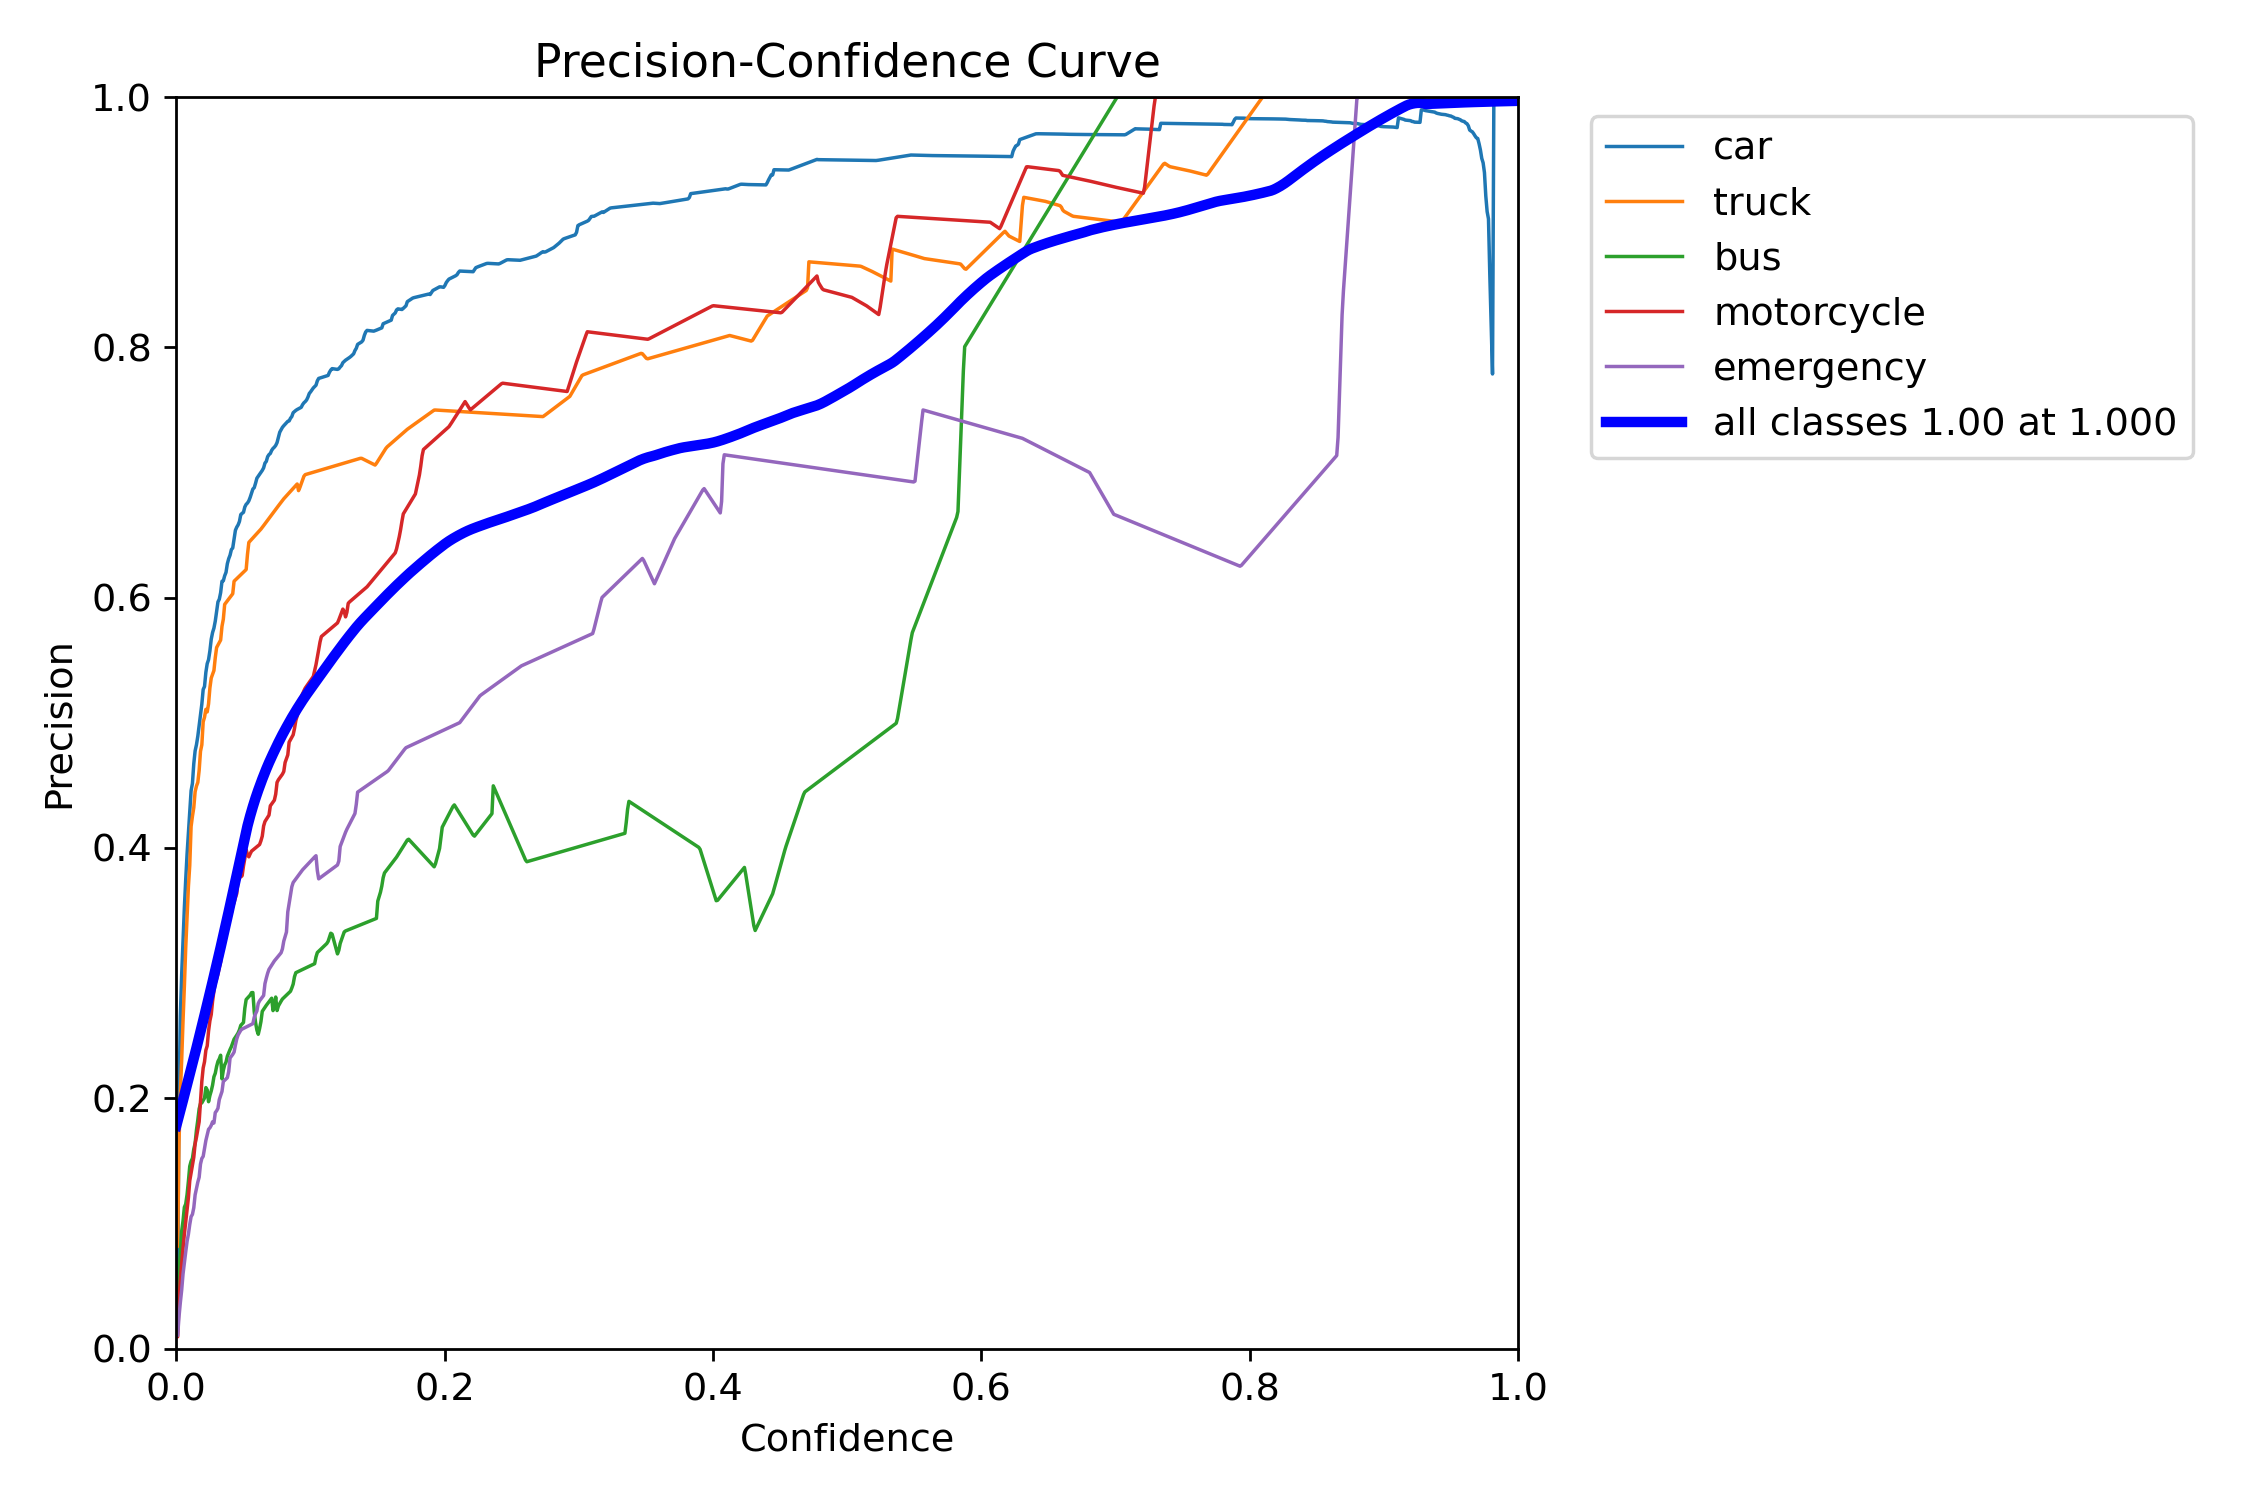 Precision-Confidence Curve
1.0
0.8
0.6
0.4
0.2
0.0
Precision
0.0 0.2 0.4 0.6 0.8 1.0
Confidence
car
truck
bus
motorcycle
emergency
all classes 1.00 at 1.000